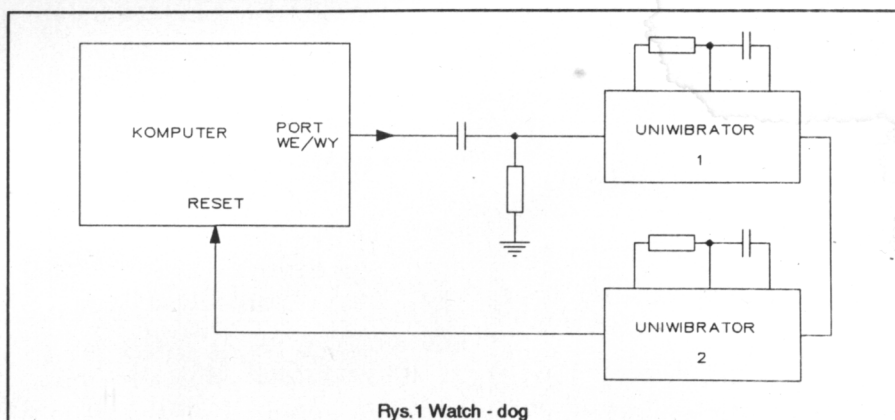 KOMPUTER
PORT
WE/WY
RESET
UNIWIBRATOR
1
UNIWIBRATOR
2
Rys.1 Watch - dog